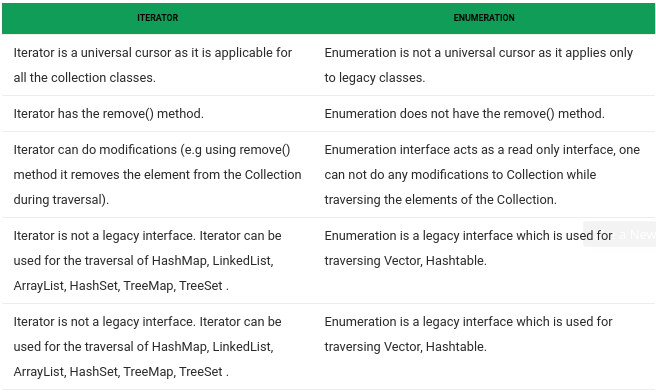 ITERATOR ENUMERATION
Iterator is a universal cursor as it is applicable for
all the collection classes.
Enumeration is not a universal cursor as it applies only
to legacy classes.
Iterator has the remove() method.
Enumeration does not have the remove() method.
Iterator can do modifications (e.g using remove()
method it removes the element from the Collection
during traversal).
Enumeration interface acts as a read only interface, one
can not do any modifications to Collection while
traversing the elements of the Collection.
Iterator is not a legacy interface. Iterator can be
used for the traversal of HashMap, LinkedList,
ArrayList, HashSet, TreeMap, TreeSet .
Enumeration is a legacy interface which is used for
traversing Vector, Hashtable.
a New
Iterator is not a legacy interface. Iterator can be
used for the traversal of HashMap, LinkedList,
ArrayList, HashSet, TreeMap, TreeSet .
Enumeration is a legacy interface which is used for
traversing Vector, Hashtable.